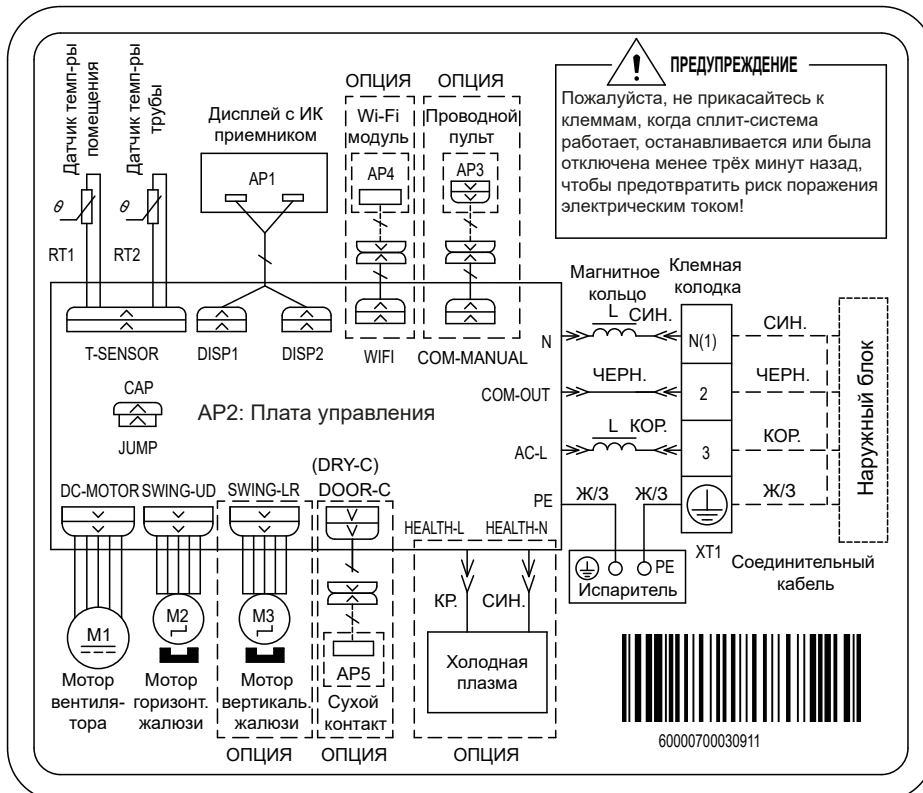 ПРЕДУПРЕЖДЕНИЕ
Пожалуйста, не прикасайтесь к
клеммам, когда сплит-система
работает, останавливается или была
отключена менее трёх минут назад,
чтобы предотвратить риск поражения
электрическим током!
Датчик темп-ры
помещения
Датчик темп-ры
трубы
θ
θ
RT1
RT2
Дисплей с ИК
приемником
AP1
ОПЦИЯ
Wi-Fi
модуль
AP4
ОПЦИЯ
Проводной
пульт
AP3
T-SENSOR
DISP1
DISP2
WIFI
COM-MANUAL
CAP
JUMP
AP2: Плата управления
N
COM-OUT
AC-L
PE
Магнитное
кольцо
Клемная
колодка
L
СИН.
N(1)
СИН.
ЧЕРН.
2
ЧЕРН.
L
КОР.
3
КОР.
Ж/З
Ж/З
Ж/З
XT1
Наружный блок
Соединительный
кабель
PE
Испаритель
DC-MOTOR
SWING-UD
SWING-LR
(DRY-C)
DOOR-C
HEALTH-L
HEALTH-N
M1
M2
M3
AP5
КР.
СИН.
Холодная
плазма
Мотор
вентиля-
тора
Мотор
горизонт.
жалюзи
Мотор
вертикаль.
жалюзи
Сухой
контакт
ОПЦИЯ
ОПЦИЯ
ОПЦИЯ
60000700030911